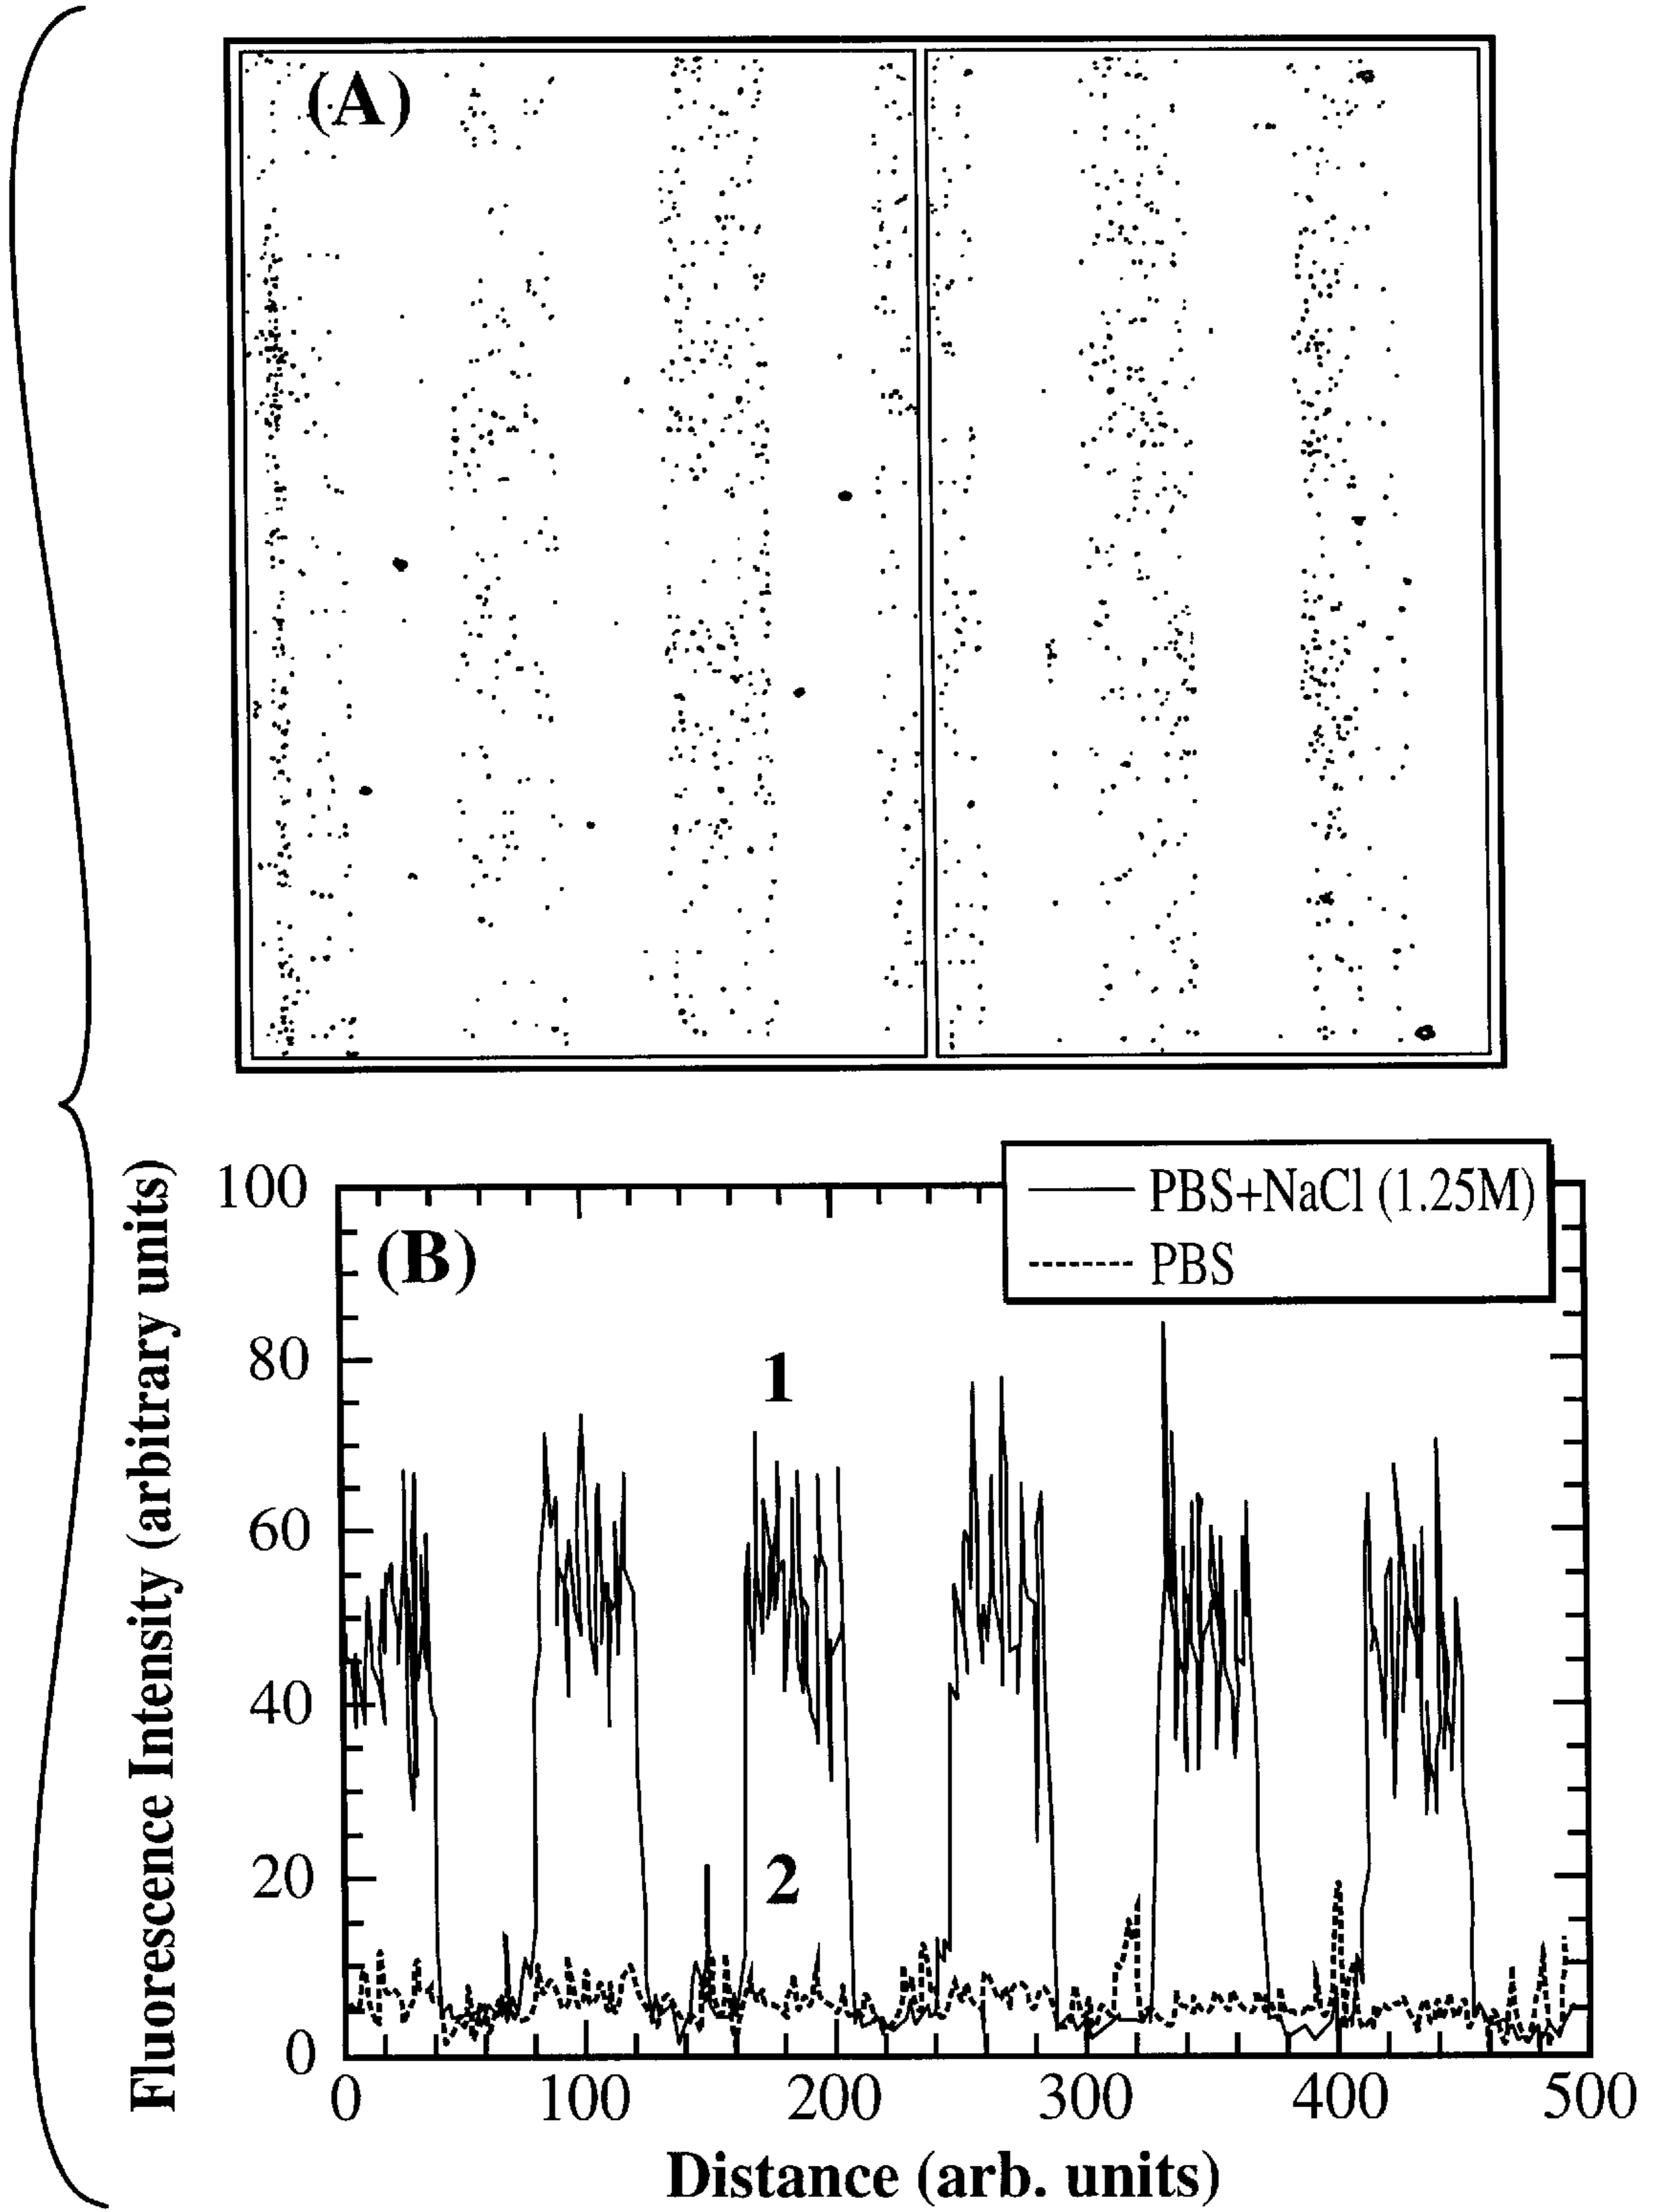 (A)
Fluorescence Intensity (arbitrary units)
100
80
60
40
20
0
(B)
PBS+NaCl (1.25M)
PBS
1
2
0 100 200 300 400 500
Distance (arb. units)